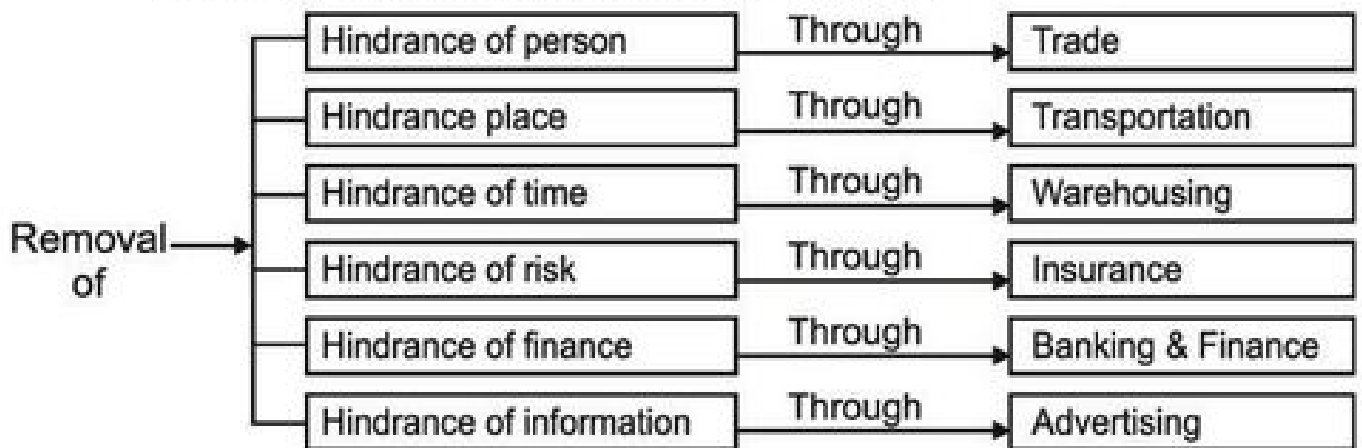 Hindrance of person Through Trade
Hindrance place Through Transportation
Hindrance of time Through Warehousing
Removal of
Hindrance of risk Through Insurance
Hindrance of finance Through Banking & Finance
Hindrance of information Through Advertising